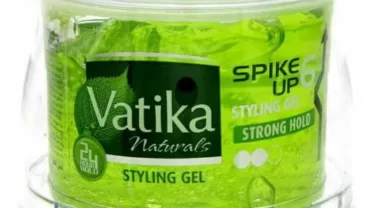 Vatika
Naturals
STYLING GEL
24
SPIKE
UP
STYLING GEL
STRONG HOLD